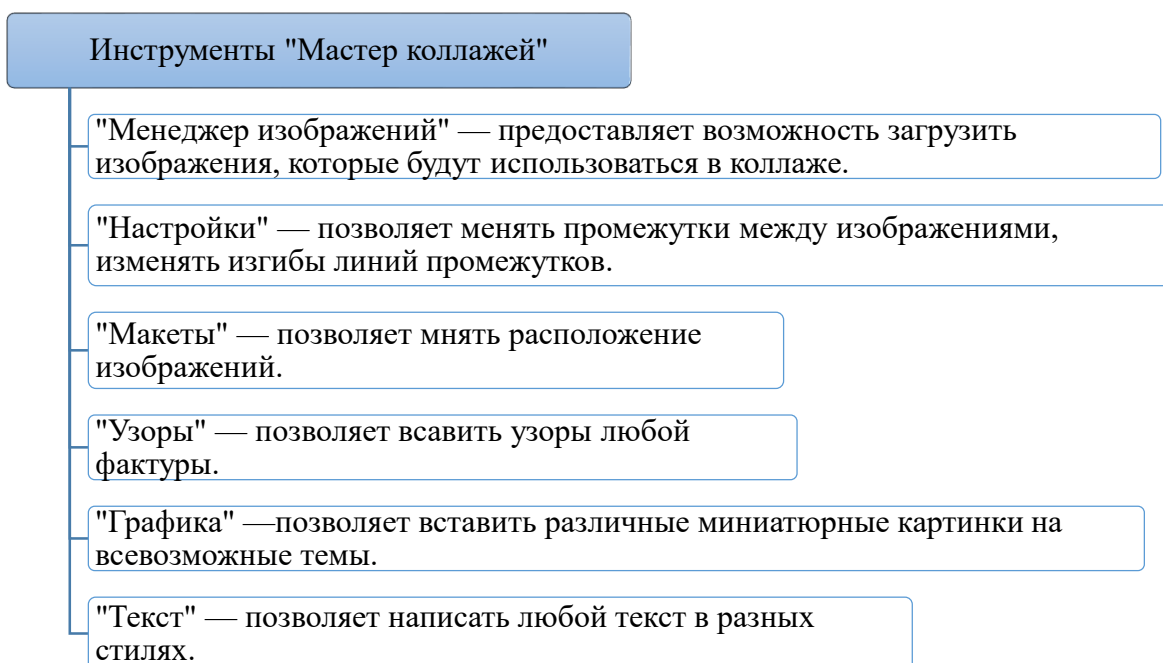 Инструменты "Мастер коллажей"
"Менеджер изображений" — предоставляет возможность загрузить
изображения, которые будут использоваться в коллаже.
"Настройки" — позволяет менять промежутки между изображениями,
изменять изгибы линий промежутков.
"Макеты" — позволяет мнять расположение
изображений.
"Узоры" — позволяет всавить узоры любой
фактуры.
"Графика" —позволяет вставить различные миниатюрные картинки на
всевозможные темы.
"Текст" — позволяет написать любой текст в разных
стилях.